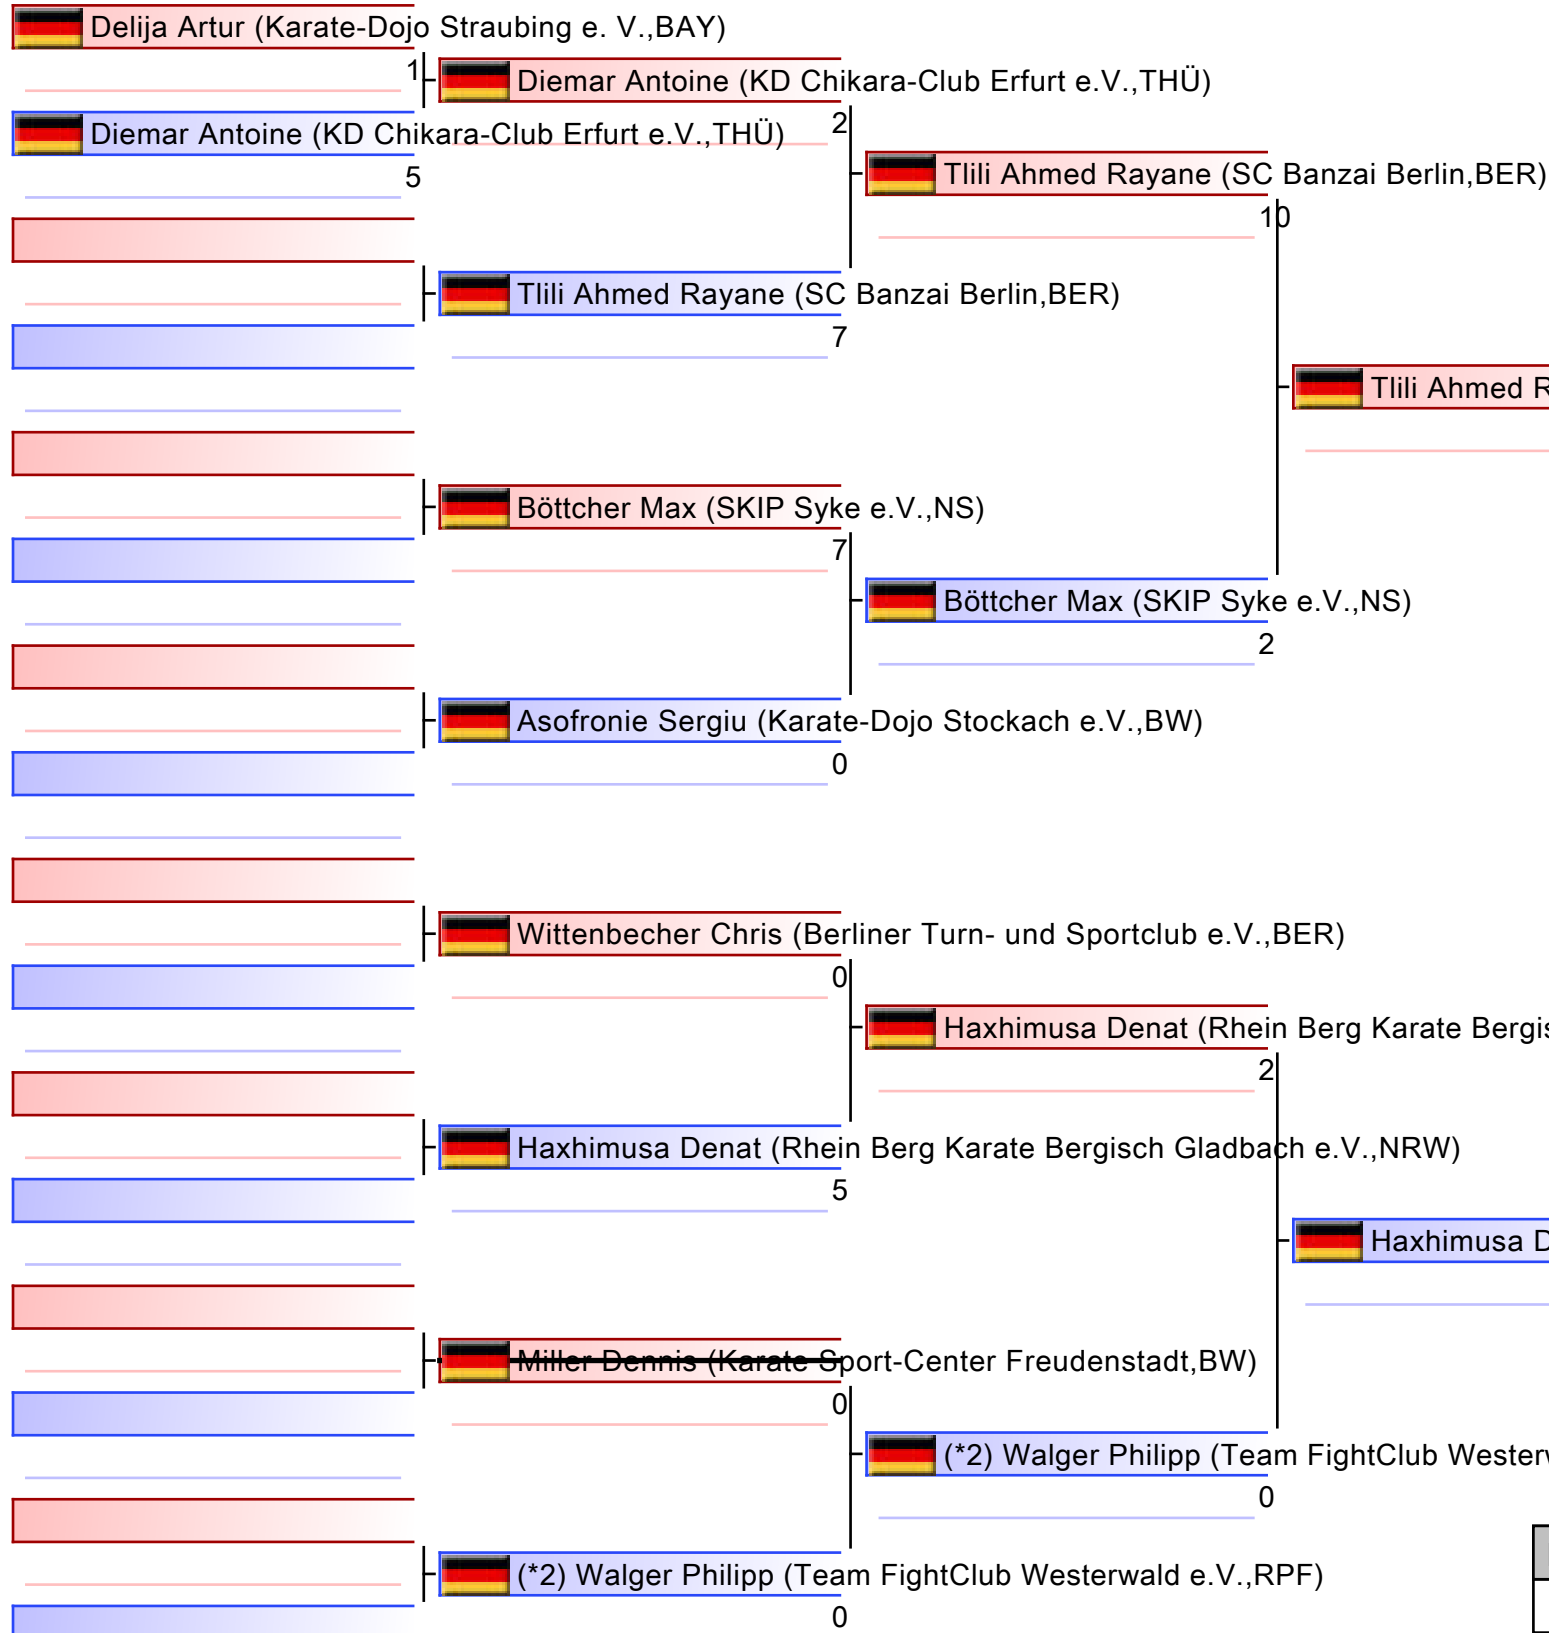 Delija Artur (Karate-Dojo Straubing e. V.,BAY)
1
Diemar Antoine (KD Chikara-Club Erfurt e.V.,THÜ)
Diemar Antoine (KD Chikara-Club Erfurt e.V.,THÜ)
2
5
Tlili Ahmed Rayane (SC Banzai Berlin,BER)
10
Tlili Ahmed Rayane (SC Banzai Berlin,BER)
7
Tlili Ahmed
Böttcher Max (SKIP Syke e.V.,NS)
7
Böttcher Max (SKIP Syke e.V.,NS)
2
Asofronie Sergiu (Karate-Dojo Stockach e.V.,BW)
0
Wittenbecher Chris (Berliner Turn- und Sportclub e.V.,BER)
0
Haxhimusa Denat (Rhein Berg Karate
2
Haxhimusa Denat (Rhein Berg Karate Bergisch Gladbach e.V.,NRW)
5
Haxhimusa
Miller Dennis (Karate Sport-Center Freudenstadt,BW)
0
(*2) Walger Philipp (Team FightClub
0
(*2) Walger Philipp (Team FightClub Westerwald e.V.,RPF)
0